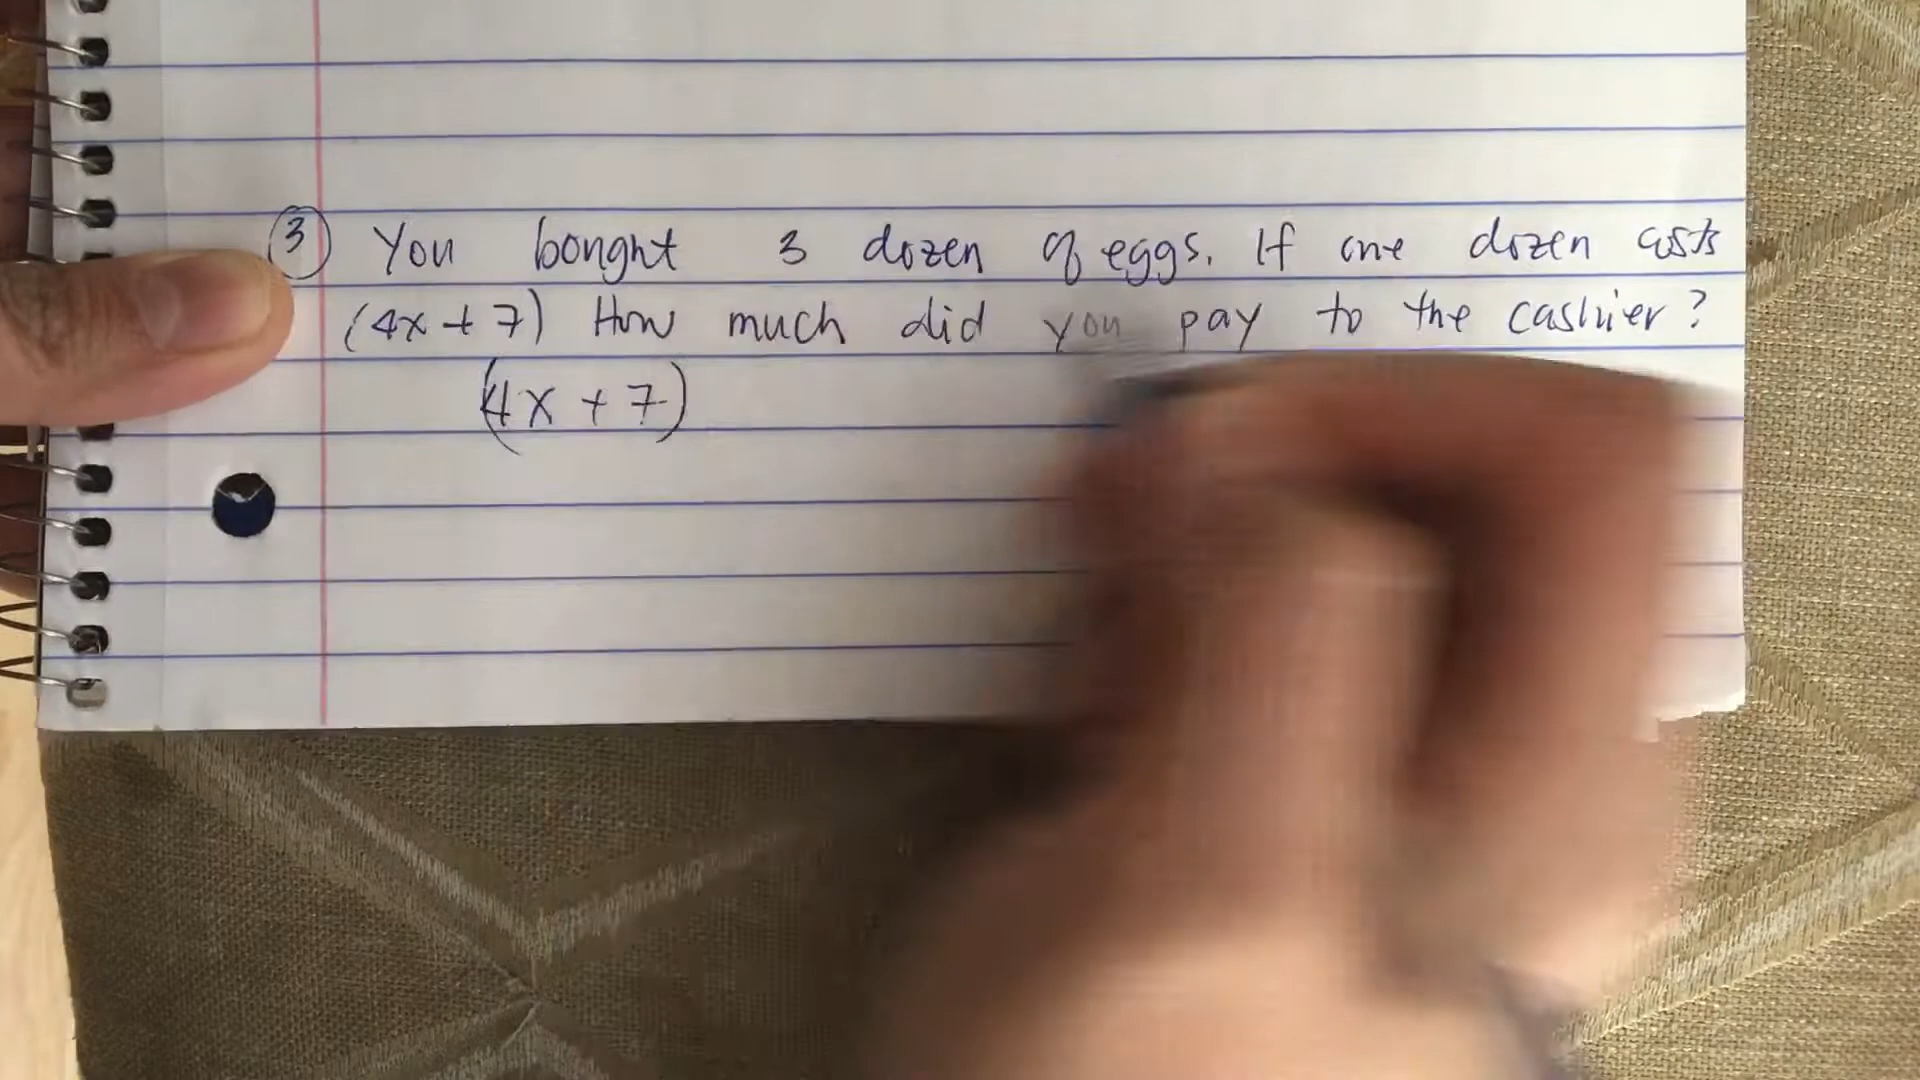 3 You bought 3 dozen of eggs. If one dozen costs
(4x + 7) How much did you pay to the cashier?
(4x + 7)